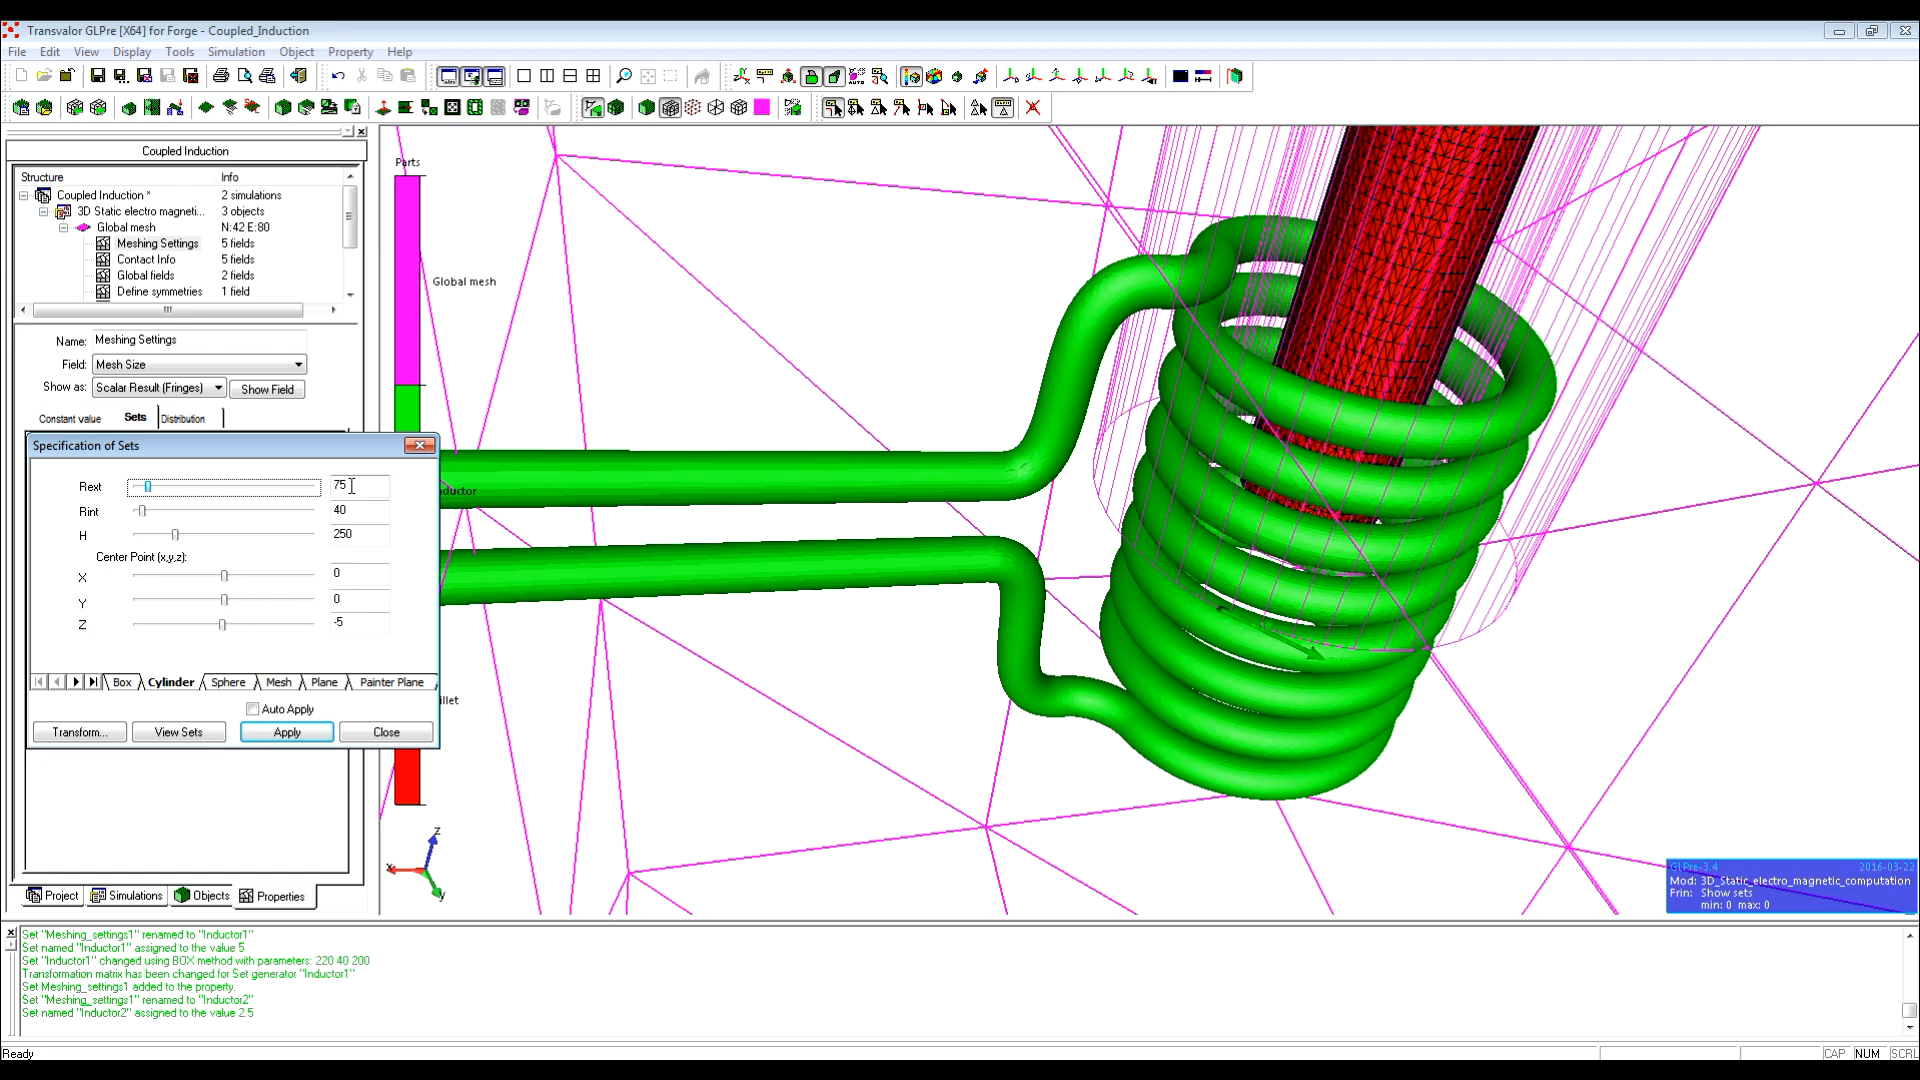 Transvalor GLPre [X64] for Forge - Coupled_Induction
File Edit View Display Tools Simulation Object Property Help
Coupled Induction
Structure Info
Coupled Induction * 2 simulations
3D Static electro magneti... 3 objects
Global mesh N:42 E:80
Meshing Settings 5 fields
Contact Info 5 fields
Global fields 2 fields
Define symmetries 1 field
Name: Meshing Settings
Field: Mesh Size
Show as: Scalar Result (Fringes) Show Field
Constant value Sets Distribution
Specification of Sets
Rext 75
Rint 40
H 250
Center Point (x,y,z):
X 0
Y 0
Z -5
Box Cylinder Sphere Mesh Plane Painter Plane
Auto Apply
Transform... View Sets Apply Close
Project Simulations Objects Properties
Parts
Global mesh
ductor
illet
z
x
y
GLPre-3.4 2016-03-22
Mod: 3D_Static_electro_magnetic_computation
Frin: Show sets
min: 0 max: 0
Set "Meshing_settings1" renamed to "Inductor1"
Set named "Inductor1" assigned to the value 5
Set "Inductor1" changed using BOX method with parameters: 220 40 200
Transformation matrix has been changed for Set generator "Inductor1"
Set Meshing_settings1 added to the property.
Set "Meshing_settings1" renamed to "Inductor2"
Set named "Inductor2" assigned to the value 2.5
Ready
CAP NUM SCRL